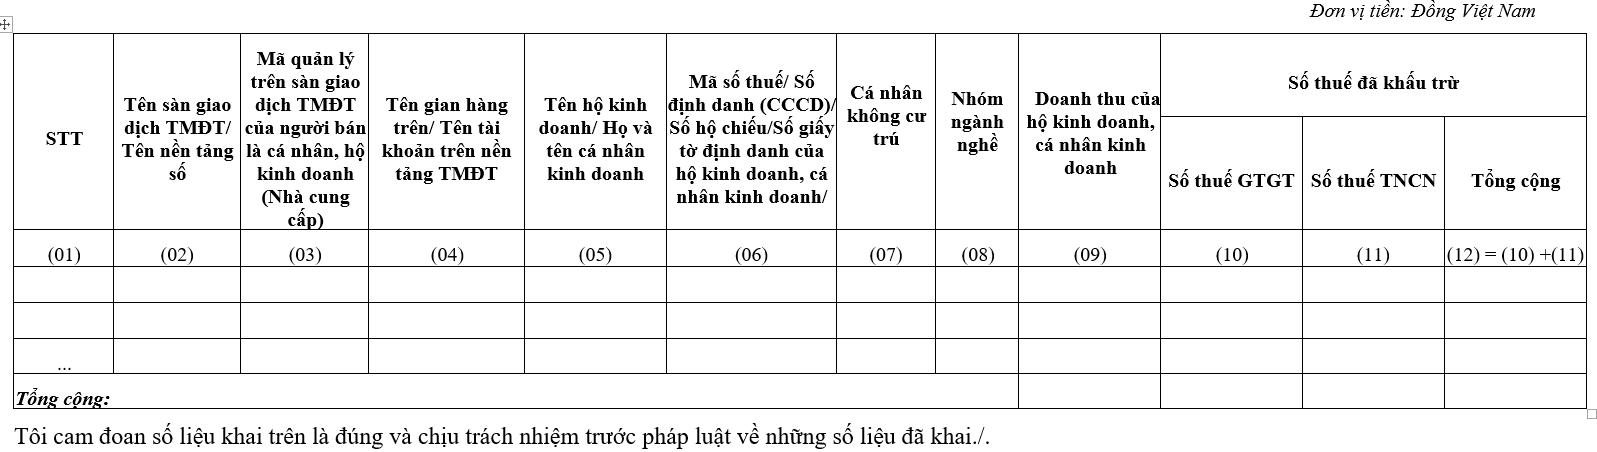 Đơn vị tiền: Đồng Việt Nam
STT
Tên sàn giao
dịch TMĐT/
Tên nền tảng
số
Mã quản lý
trên sàn giao
dịch TMĐT
của người bán
là cá nhân, hộ
kinh doanh
(Nhà cung
cấp)
Tên gian hàng
trên/ Tên tài
khoản trên nền
tảng TMĐT
Tên hộ kinh
doanh/ Họ và
tên cá nhân
kinh doanh
Mã số thuế/ Số
định danh (CCCD)/
Số hộ chiếu/Số giấy
tờ định danh của
hộ kinh doanh, cá
nhân kinh doanh/
Cá nhân
không cư
trú
Nhóm
ngành
nghề
Doanh thu của
hộ kinh doanh,
cá nhân kinh
doanh
Số thuế đã khấu trừ
Số thuế GTGT
Số thuế TNCN
Tổng cộng
(01)
(02)
(03)
(04)
(05)
(06)
(07)
(08)
(09)
(10)
(11)
(12) = (10) +(11)
...
Tổng cộng:
Tôi cam đoan số liệu khai trên là đúng và chịu trách nhiệm trước pháp luật về những số liệu đã khai./.